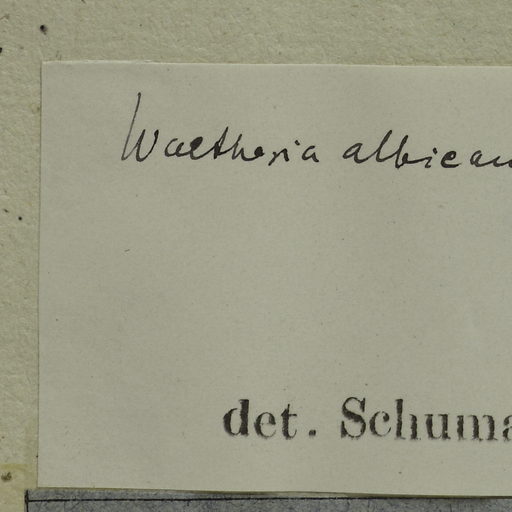 Waltheria albican
det. Schuma